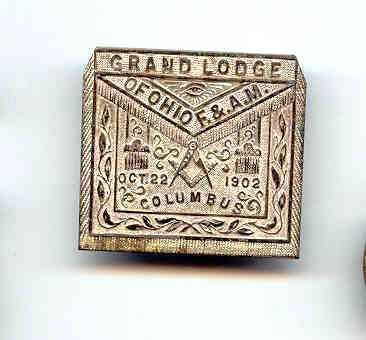 GRAND LODGE
OF OHIO F. & A.M.
OCT. 22 1902
COLUMBUS